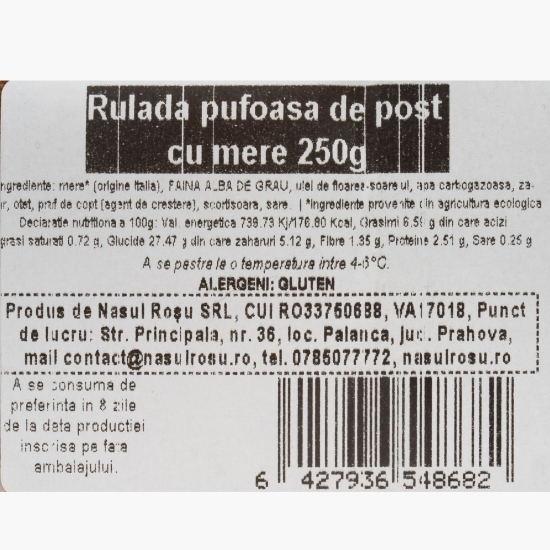 Rulada pufoasa de post
cu mere 250g
ngrediente: mere* (origine Italia), FAINA ALBA DE GRAU, ulei de floarea-soarelui, apa carbogazoasa, za-
r, otet, praf de copt (agent de crestere), scortisoara, sare. | *ingrediente provenite din agricultura ecologica
Declaratie nutritionala 100g: Val. energetica 739.73 Kj/176.80 Kcal, Grasimi 6.59 g din care acizi
grasi saturati 0.72 g, Glucide 27.47 g din care zaharuri 5.12 g, Fibre 1.35 g, Proteine 2.51 g, Sare 0.25 g
A se pastra la o temperatura intre 4-6°C.
ALERGENI: GLUTEN
Produs de Nasul Roșu SRL, CUI RO33750688, VA17018, Punct
de lucru: Str. Principala, nr. 36, loc. Palanca, jud. Prahova,
mail contact@nasulrosu.ro, tel. 0785077772, nasulrosu.ro
A se consuma de
preferinta in 8 zile
de la data productiei
inscrisa pe fata
ambalajului.
6 427936 548682